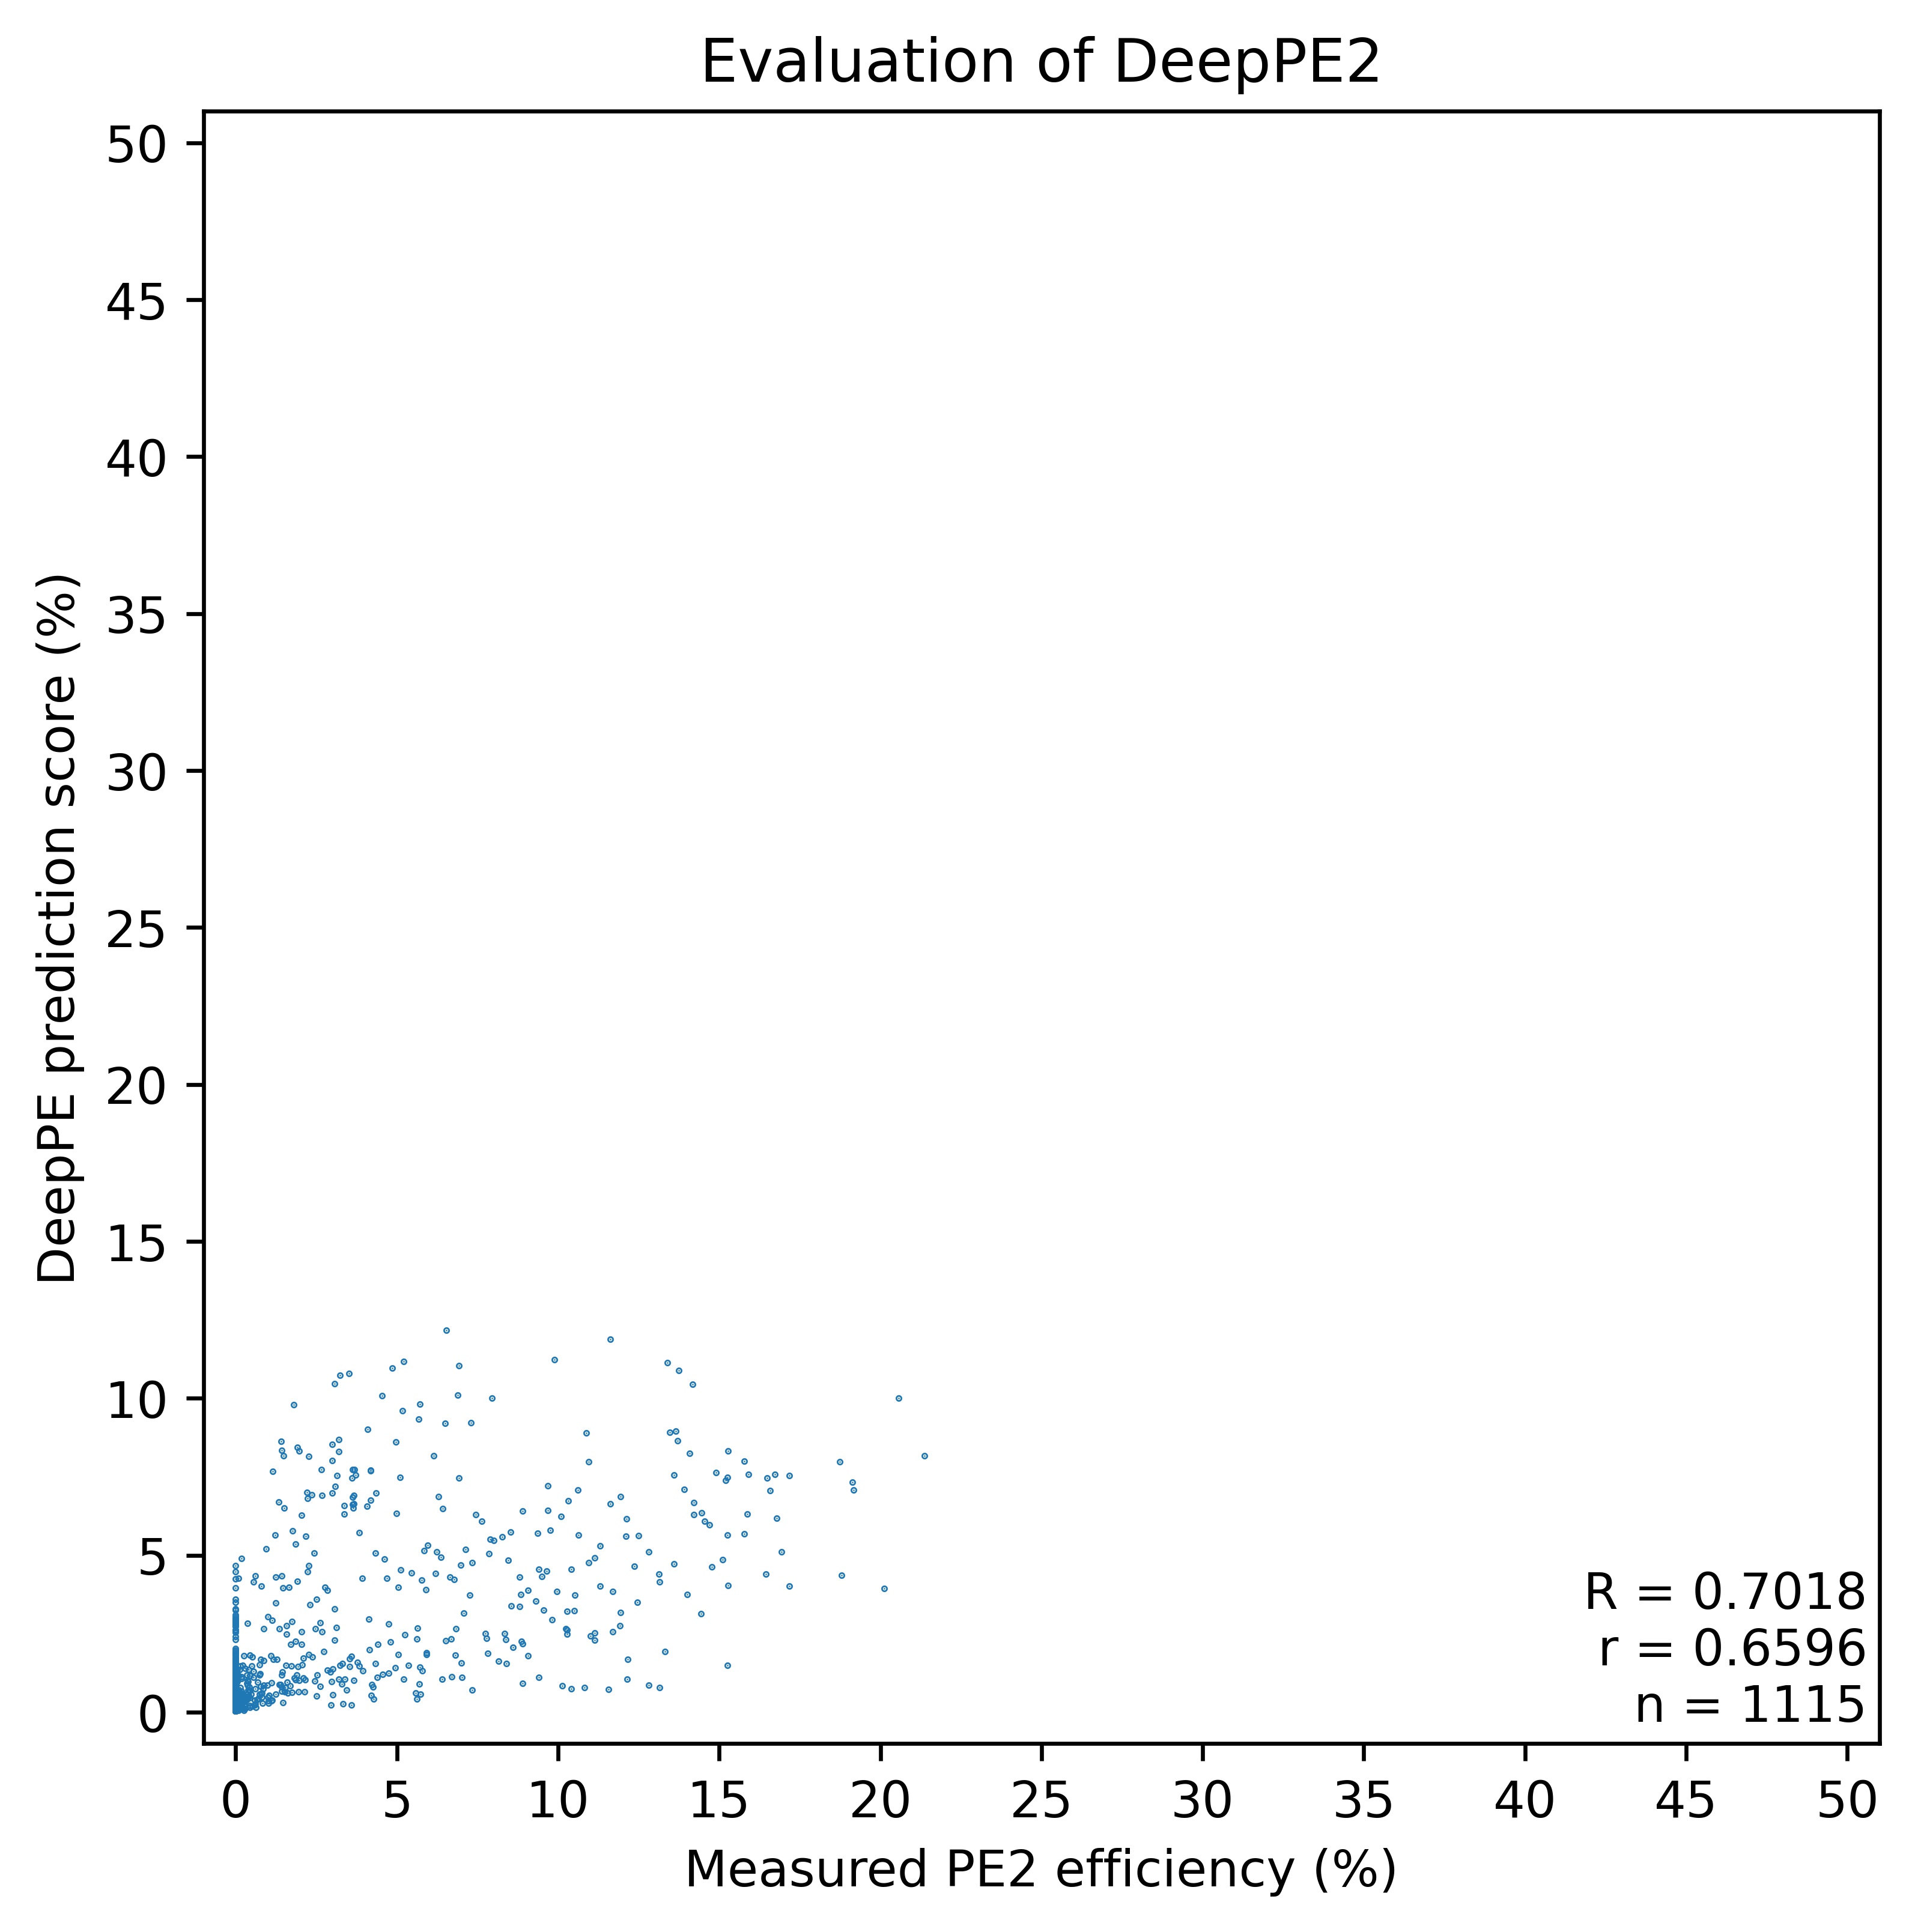 Evaluation of DeepPE2
DeepPE prediction score (%)
50
45
40
35
30
25
20
15
10
5
0
R = 0.7018
r = 0.6596
n = 1115
0 5 10 15 20 25 30 35 40 45 50
Measured PE2 efficiency (%)